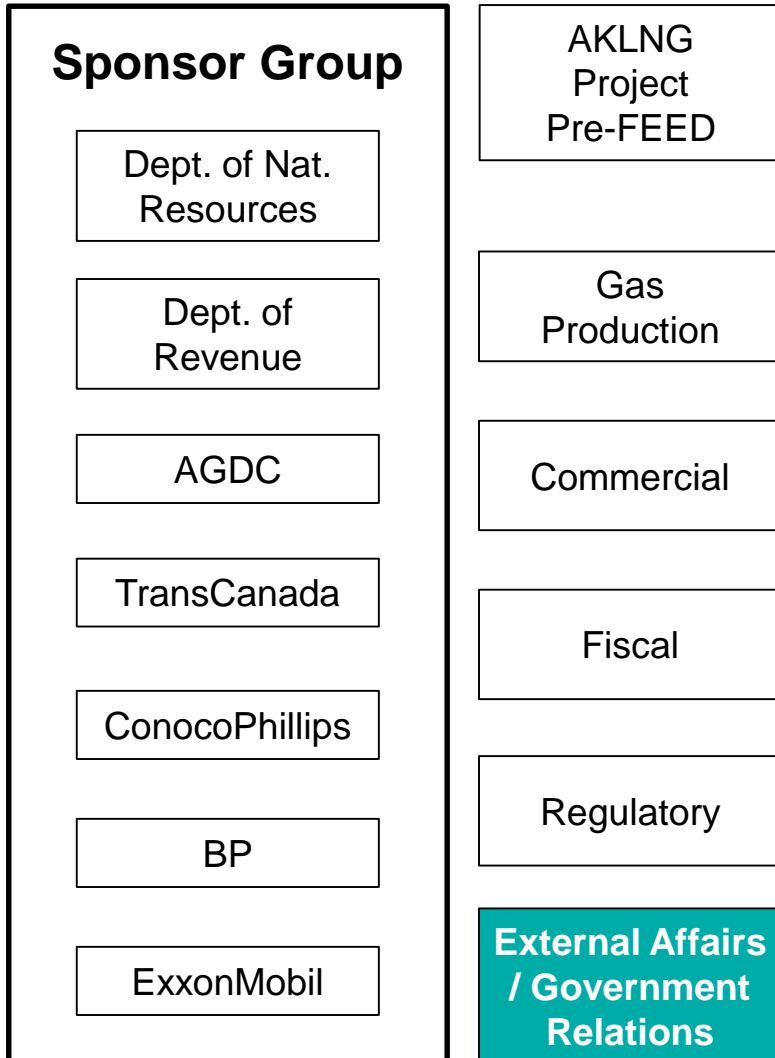 Sponsor Group
Dept. of Nat.
Resources
Dept. of
Revenue
AGDC
TransCanada
ConocoPhillips
BP
ExxonMobil
AKLNG
Project
Pre-FEED
Gas
Production
Commercial
Fiscal
Regulatory
External Affairs
/ Government
Relations